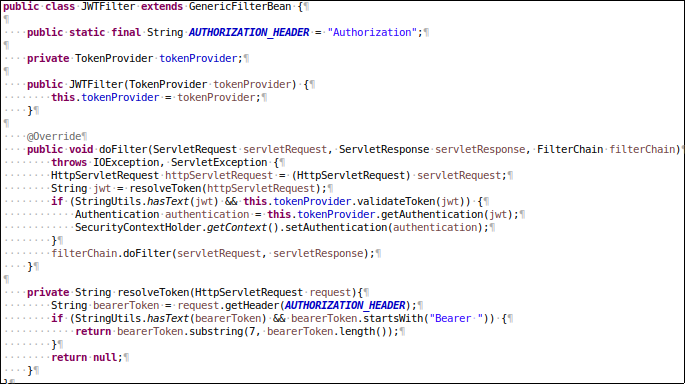 public class JWTFilter extends GenericFilterBean {¶
¶
····public static final String AUTHORIZATION_HEADER = "Authorization";¶
¶
····private TokenProvider tokenProvider;¶
¶
····public JWTFilter(TokenProvider tokenProvider) {¶
········this.tokenProvider = tokenProvider;¶
····}¶
¶
····@Override¶
····public void doFilter(ServletRequest servletRequest, ServletResponse servletResponse, FilterChain filterChain)¶
········throws IOException, ServletException {¶
········HttpServletRequest httpServletRequest = (HttpServletRequest) servletRequest;¶
········String jwt = resolveToken(httpServletRequest);¶
········if (StringUtils.hasText(jwt) && this.tokenProvider.validateToken(jwt)) {¶
············Authentication authentication = this.tokenProvider.getAuthentication(jwt);¶
············SecurityContextHolder.getContext().setAuthentication(authentication);¶
········}¶
········filterChain.doFilter(servletRequest, servletResponse);¶
····}¶
¶
····private String resolveToken(HttpServletRequest request){¶
········String bearerToken = request.getHeader(AUTHORIZATION_HEADER);¶
········if (StringUtils.hasText(bearerToken) && bearerToken.startsWith("Bearer ")) {¶
············return bearerToken.substring(7, bearerToken.length());¶
········}¶
········return null;¶
····}¶
}¶